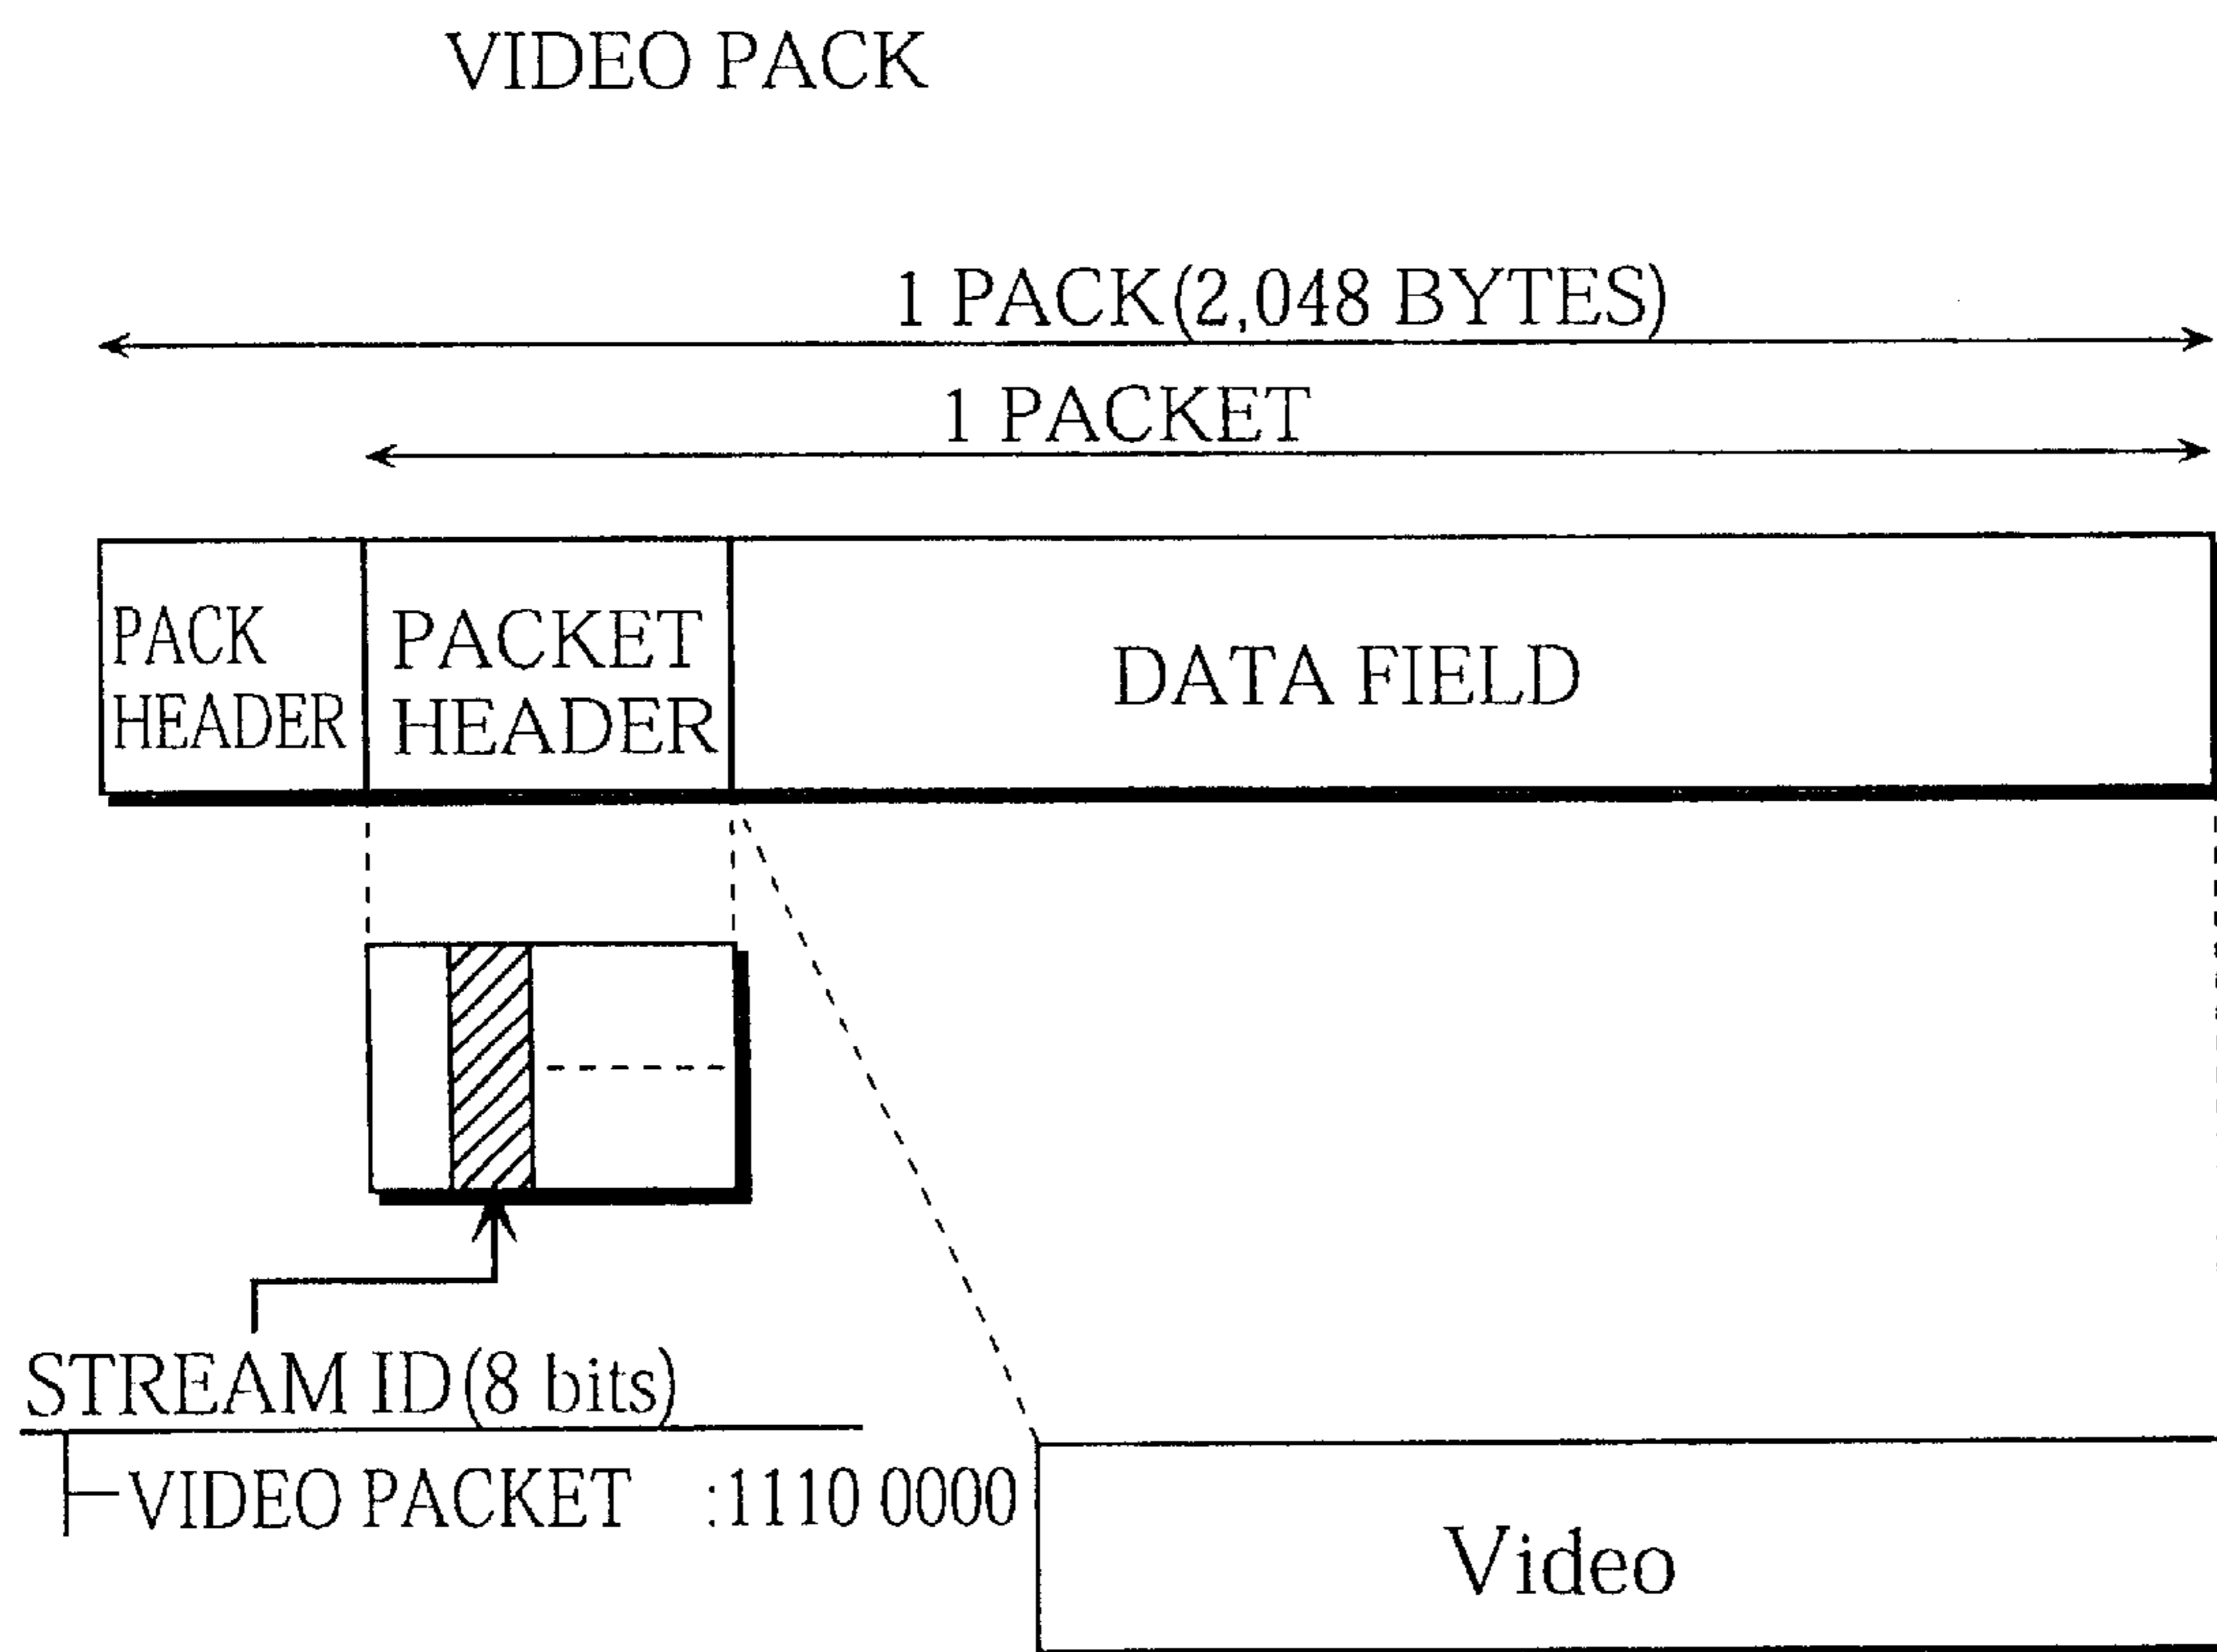 VIDEO PACK
1 PACK(2,048 BYTES)
1 PACKET
PACK
HEADER
PACKET
HEADER
DATA FIELD
STREAM ID(8 bits)
VIDEO PACKET :1110 0000
Video